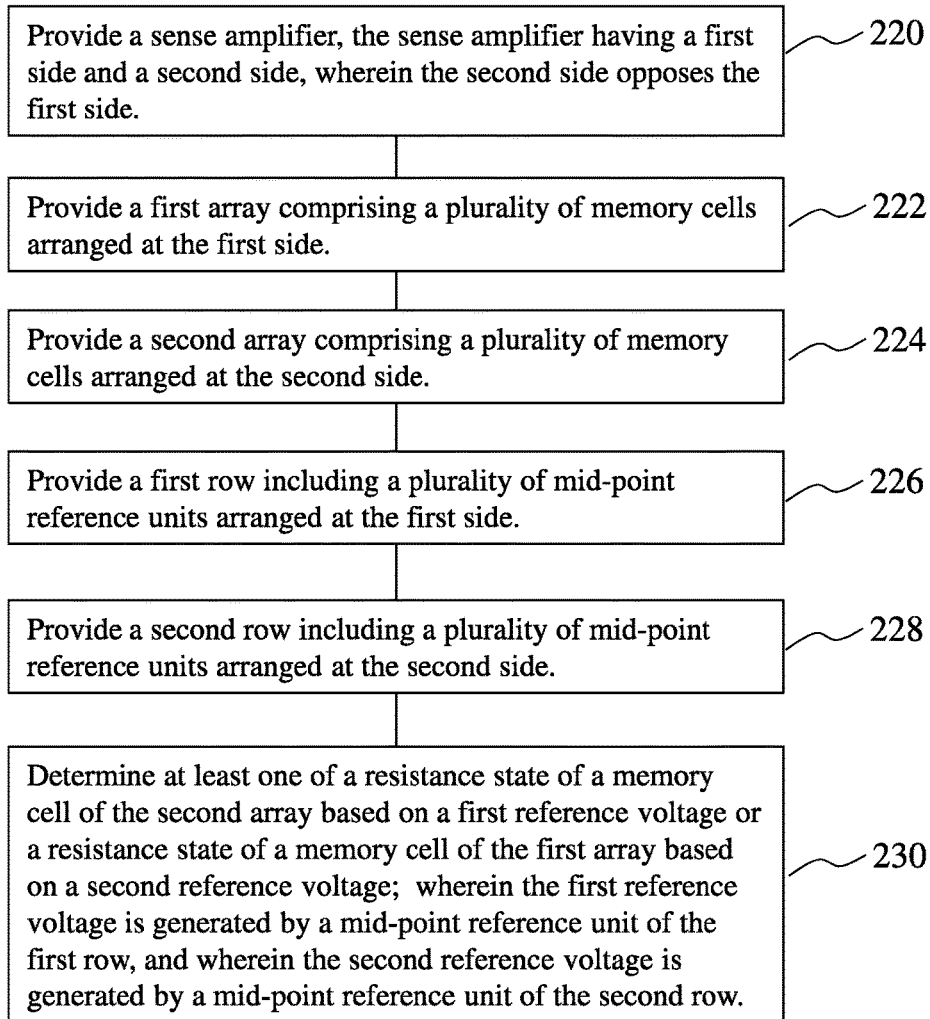 Provide a sense amplifier, the sense amplifier having a first
side and a second side, wherein the second side opposes the
first side.
220
Provide a first array comprising a plurality of memory cells
arranged at the first side.
222
Provide a second array comprising a plurality of memory
cells arranged at the second side.
224
Provide a first row including a plurality of mid-point
reference units arranged at the first side.
226
Provide a second row including a plurality of mid-point
reference units arranged at the second side.
228
Determine at least one of a resistance state of a memory
cell of the second array based on a first reference voltage or
a resistance state of a memory cell of the first array based
on a second reference voltage; wherein the first reference
voltage is generated by a mid-point reference unit of the
first row, and wherein the second reference voltage is
generated by a mid-point reference unit of the second row.
230